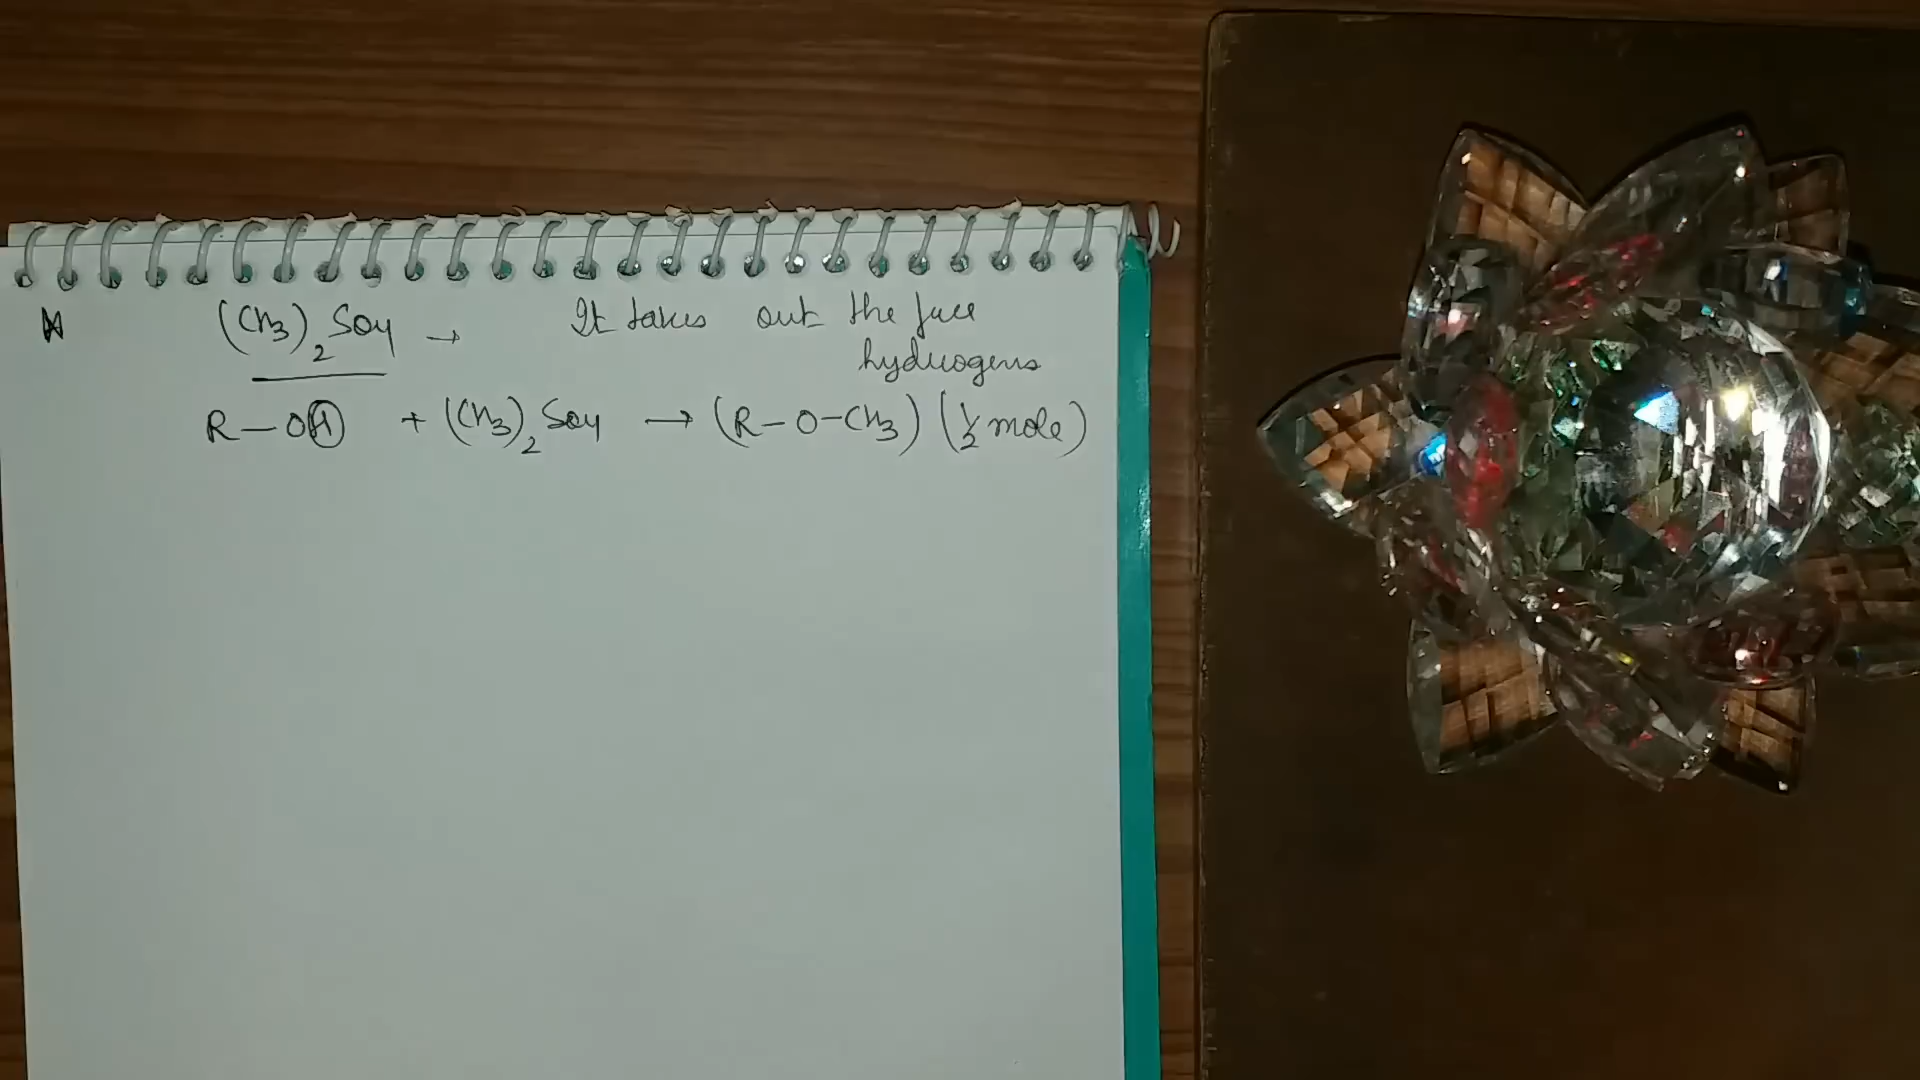 (CH3)2SO4 → It takes out the free
hydrogens
R-OH + (CH3)2SO4 → (R-O-CH3) (1/2 mole)